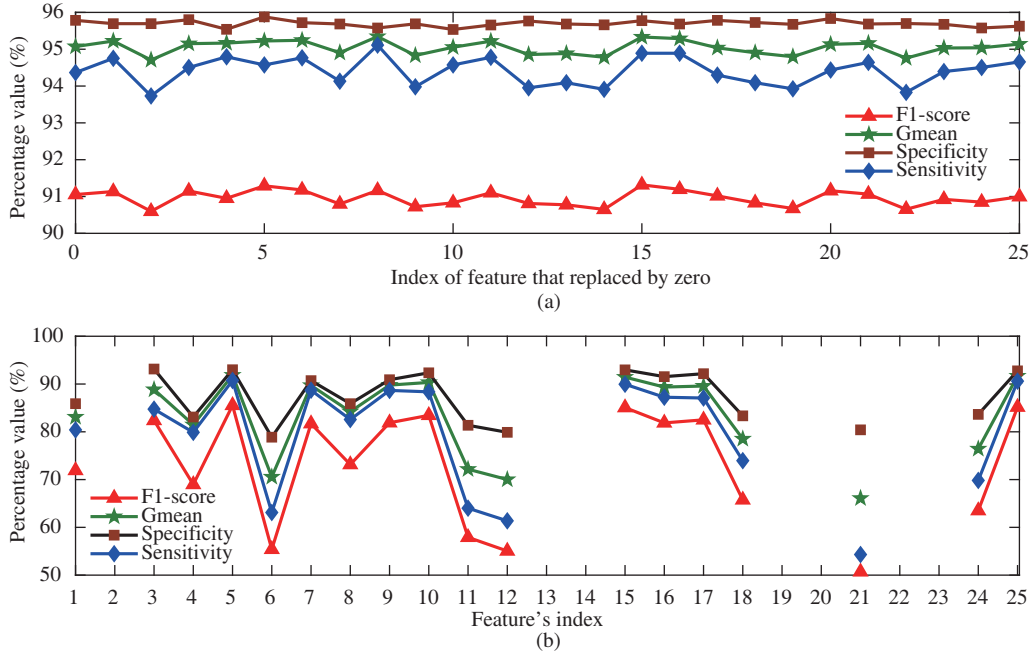 96
95
94
93
92
91
90
Percentage value (%)
F1-score
Gmean
Specificity
Sensitivity
0 5 10 15 20 25
Index of feature that replaced by zero
(a)
100
90
80
70
60
50
Percentage value (%)
F1-score
Gmean
Specificity
Sensitivity
1 2 3 4 5 6 7 8 9 10 11 12 13 14 15 16 17 18 19 20 21 22 23 24 25
Feature's index
(b)